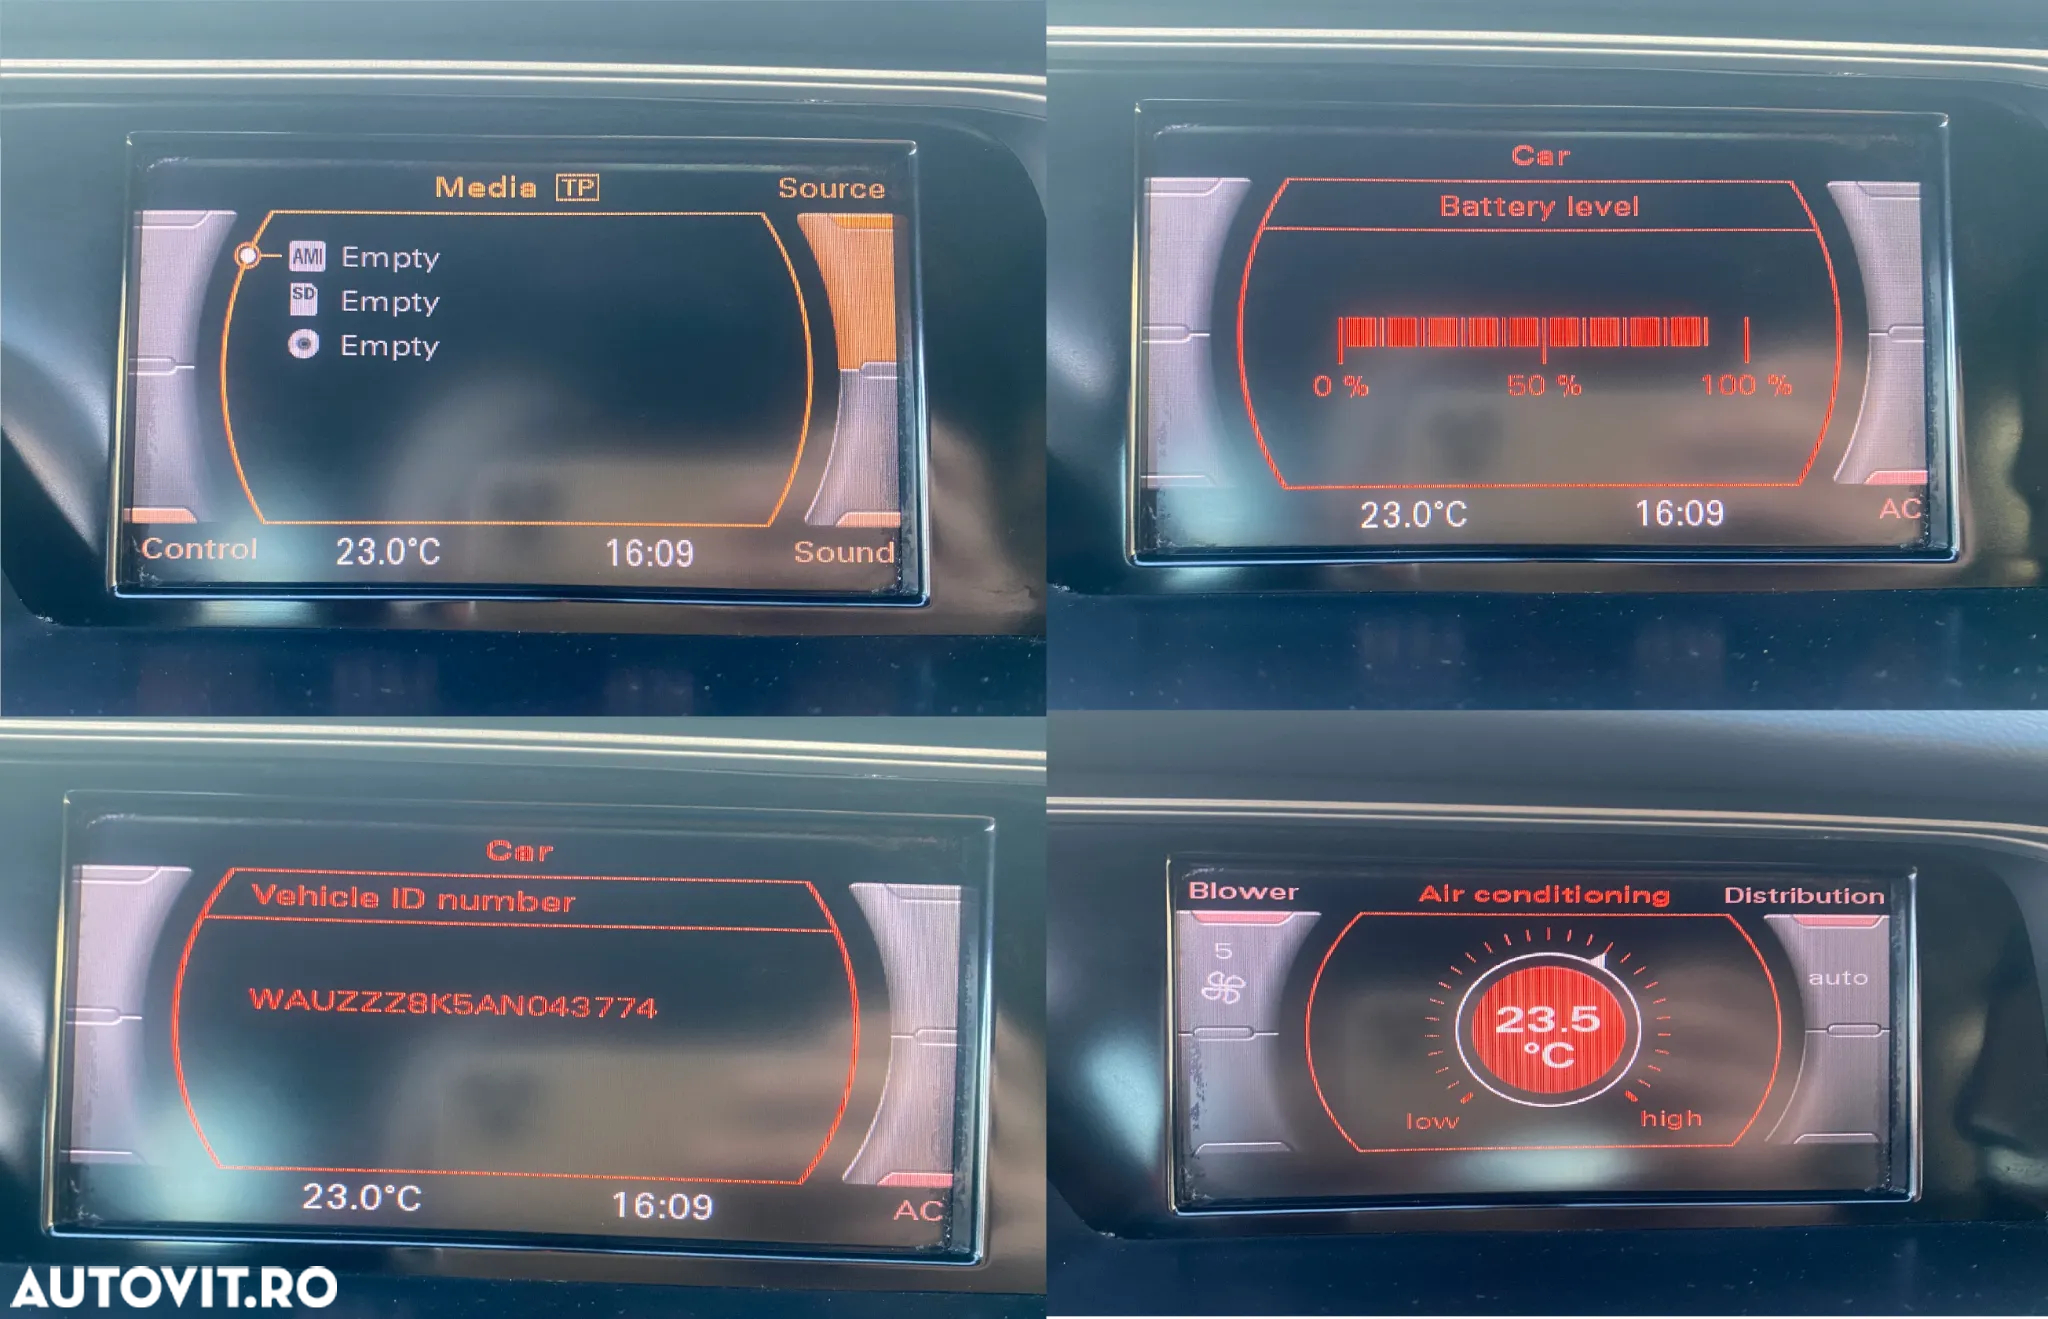 Media TP Source
AMI Empty
SD Empty
Empty
Control 23.0°C 16:09 Sound
Car
Battery level
0 % 50 % 100 %
23.0°C 16:09 AC
Car
Vehicle ID number
WAUZZZ8K5AN043774
23.0°C 16:09 AC
Blower Air conditioning Distribution
5 auto
23.5
°C
low high
AUTOVIT.RO